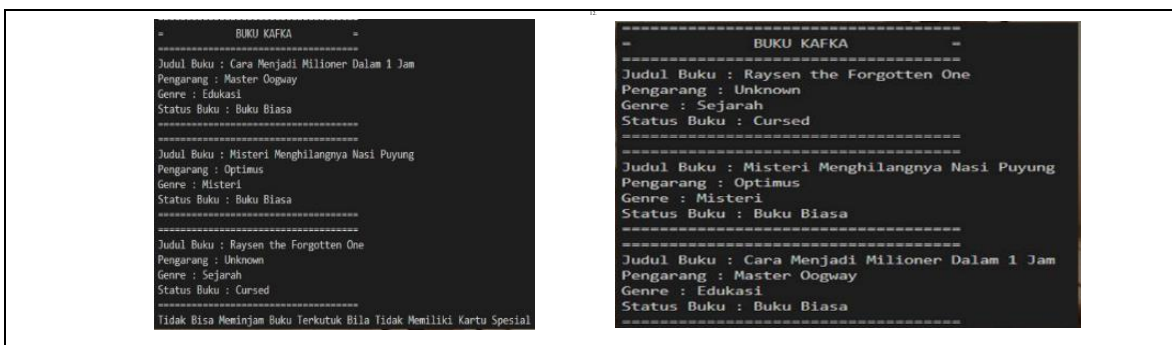 12
====================================
= BUKU KAFKA =
====================================
Judul Buku : Cara Menjadi Milioner Dalam 1 Jam
Pengarang : Master Oogway
Genre : Edukasi
Status Buku : Buku Biasa
====================================
====================================
Judul Buku : Misteri Menghilangnya Nasi Puyung
Pengarang : Optimus
Genre : Misteri
Status Buku : Buku Biasa
====================================
====================================
Judul Buku : Raysen the Forgotten One
Pengarang : Unknown
Genre : Sejarah
Status Buku : Cursed
====================================
Tidak Bisa Meminjam Buku Terkutuk Bila Tidak Memiliki Kartu Spesial
====================================
= BUKU KAFKA =
====================================
Judul Buku : Raysen the Forgotten One
Pengarang : Unknown
Genre : Sejarah
Status Buku : Cursed
====================================
====================================
Judul Buku : Misteri Menghilangnya Nasi Puyung
Pengarang : Optimus
Genre : Misteri
Status Buku : Buku Biasa
====================================
====================================
Judul Buku : Cara Menjadi Milioner Dalam 1 Jam
Pengarang : Master Oogway
Genre : Edukasi
Status Buku : Buku Biasa
====================================